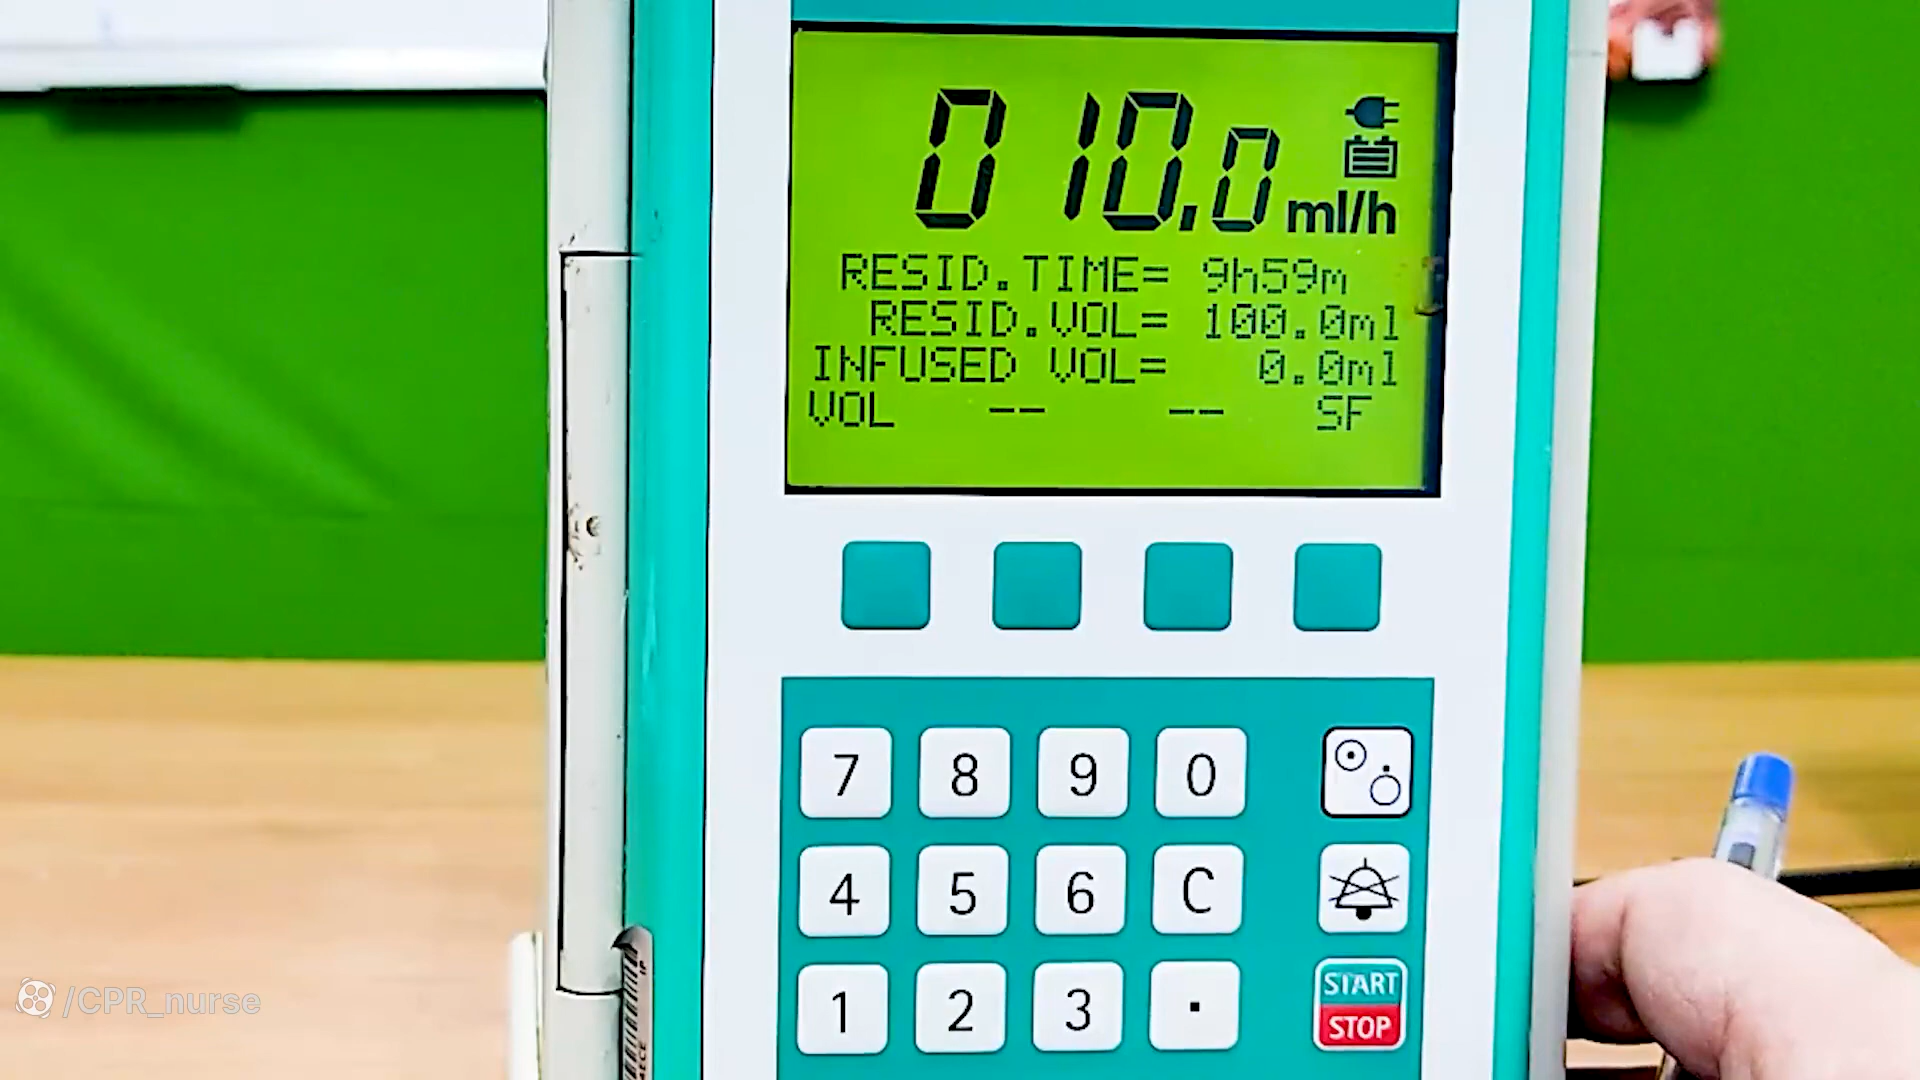 010.0 ml/h
RESID.TIME= 9h59m
RESID.VOL= 100.0ml
INFUSED VOL= 0.0ml
VOL -- -- SF
7 8 9 0
4 5 6 C
1 2 3 .
START
STOP
/CPR_nurse